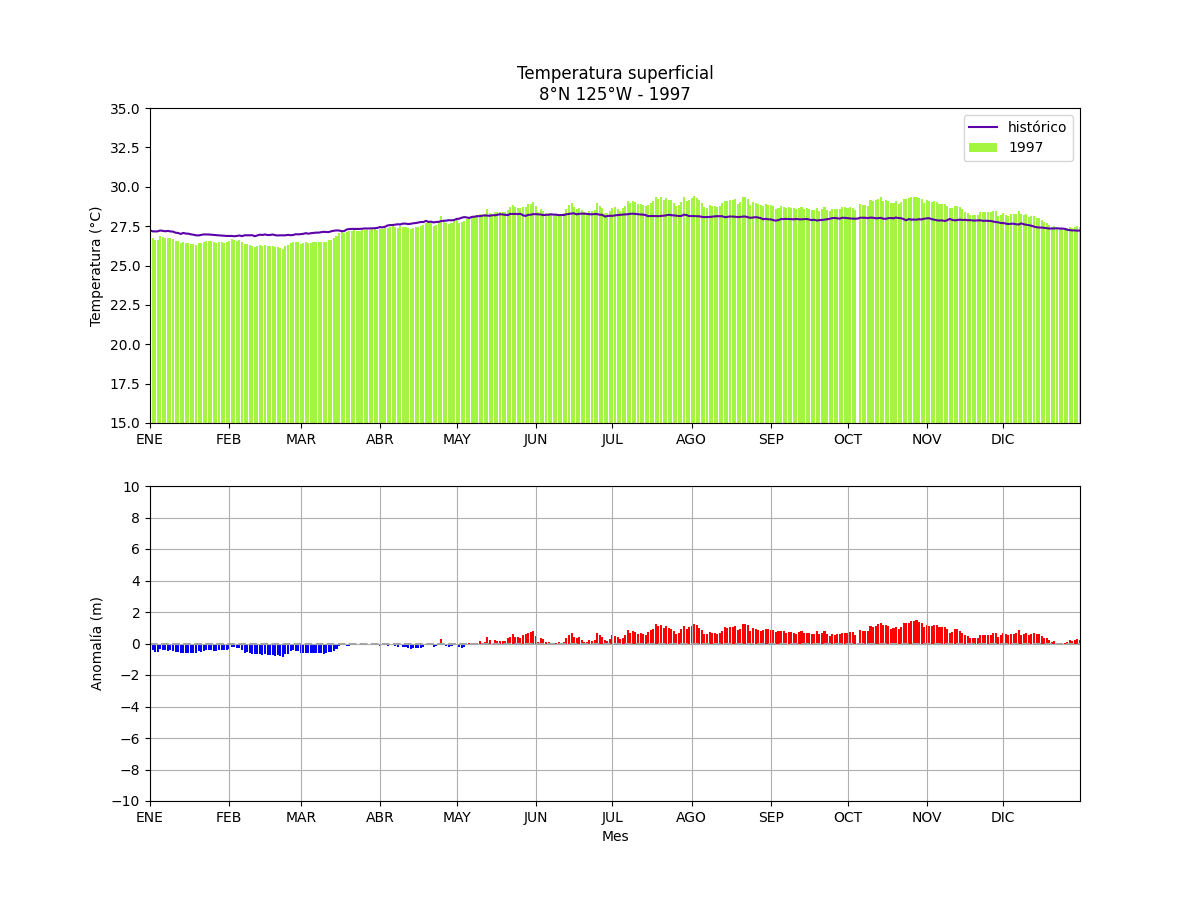 Temperatura superficial
8°N 125°W - 1997
35.0
32.5
30.0
27.5
25.0
22.5
20.0
17.5
15.0
Temperatura (°C)
histórico
1997
ENE FEB MAR ABR MAY JUN JUL AGO SEP OCT NOV DIC
10
8
6
4
2
0
−2
−4
−6
−8
−10
Anomalía (m)
ENE FEB MAR ABR MAY JUN JUL AGO SEP OCT NOV DIC
Mes